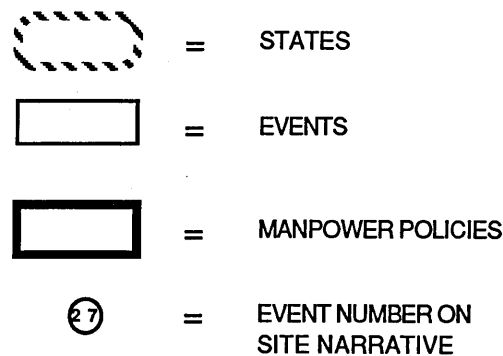 = STATES
= EVENTS
= MANPOWER POLICIES
27 = EVENT NUMBER ON
SITE NARRATIVE